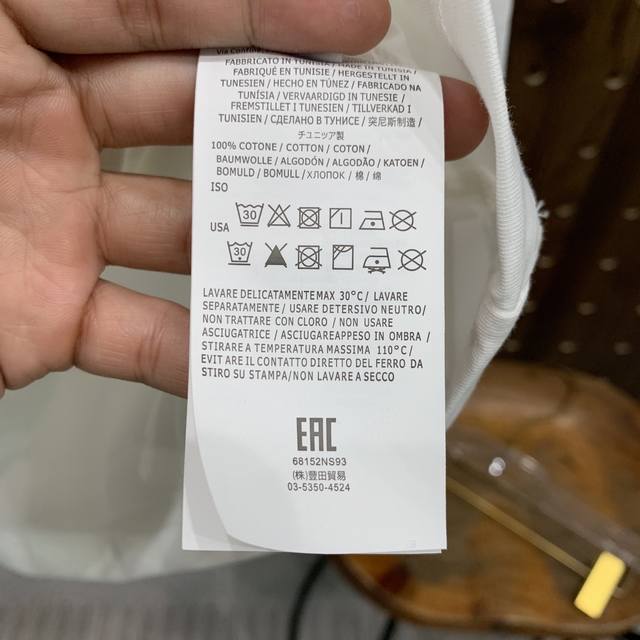 Via Confin
FABBRICATO IN TUNISIA / MADE IN TUNISIA /
FABRIQUÉ EN TUNISIE / HERGESTELLT IN
TUNESIEN / HECHO EN TÚNEZ / FABRICADO NA
TUNÍSIA / VERVAARDIGD IN TUNESIE /
FREMSTILLET I TUNESIEN / TILLVERKAD I
TUNISIEN / СДЕЛАНО В ТУНИСЕ / 突尼斯制造 /
チュニジア製
100% COTONE / COTTON / COTON /
BAUMWOLLE / ALGODÓN / ALGODÃO / KATOEN /
BOMULD / BOMULL / ХЛОПОК / 棉 / 綿
ISO
30
USA
30
LAVARE DELICATAMENTE MAX 30°C / LAVARE
SEPARATAMENTE / USARE DETERSIVO NEUTRO/
NON TRATTARE CON CLORO / NON USARE
ASCIUGATRICE / ASCIUGAREAPPESO IN OMBRA /
STIRARE A TEMPERATURA MASSIMA 110°C /
EVIT ARE IL CONTATTO DIRETTO DEL FERRO DA
STIRO SU STAMPA/NON LAVARE A SECCO
EAC
68152NS93
(株)豊田貿易
03-5350-4524